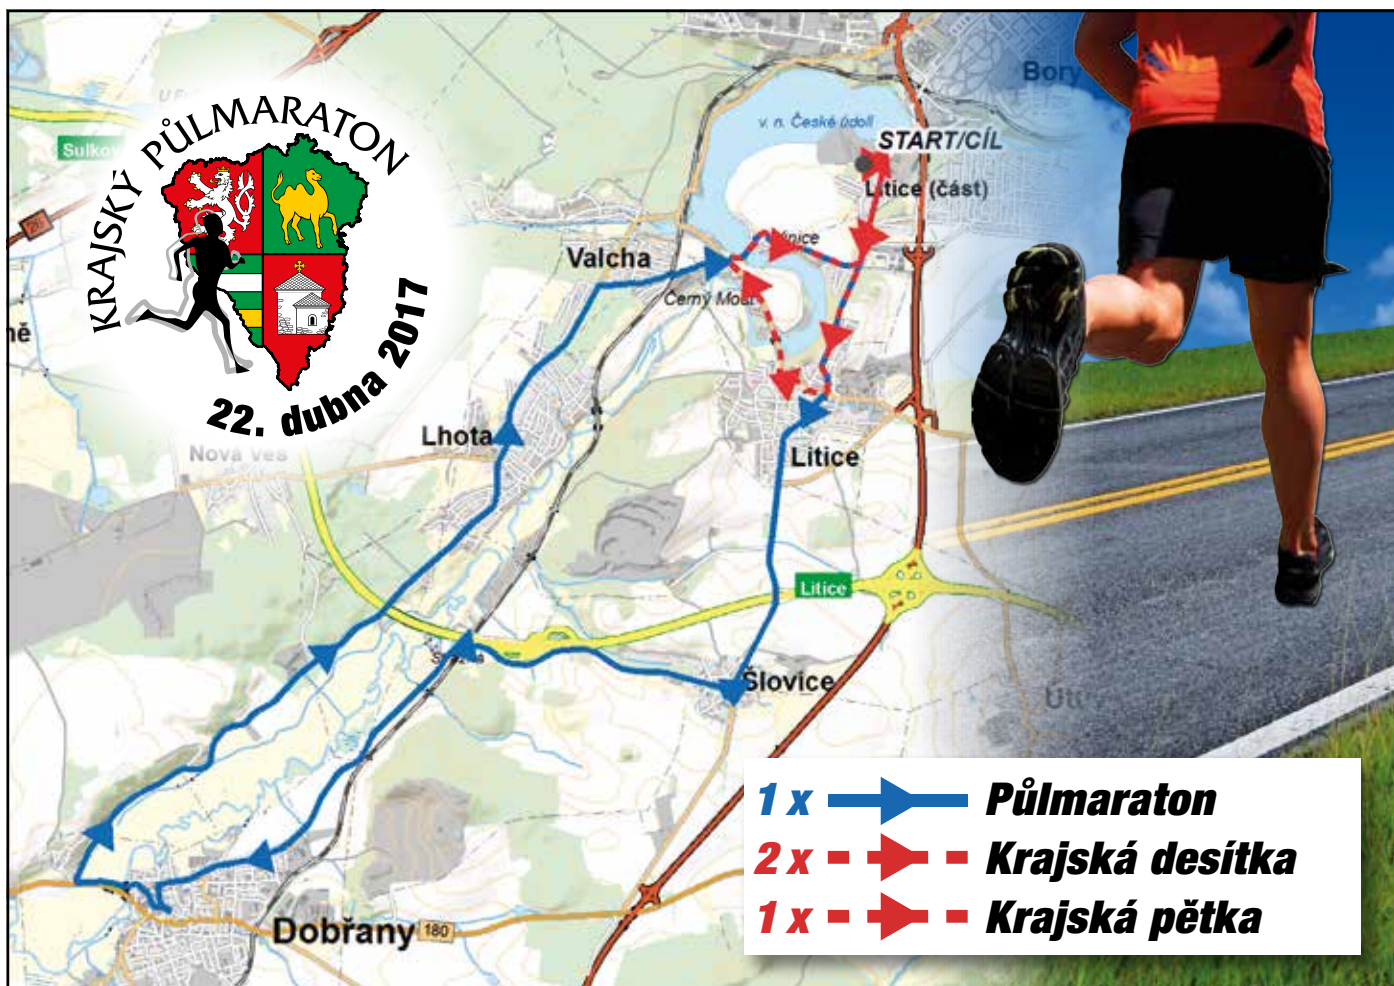 KRAJSKÝ PŮLMARATON
22. dubna 2017
Bory
v. n. České údolí
START/CÍL
Litice (část)
Valcha
Černý Most
Lhota
Nová Ves
Litice
Litice
Šlovice
Dobřany
180
1 x Půlmaraton
2 x Krajská desítka
1 x Krajská pětka